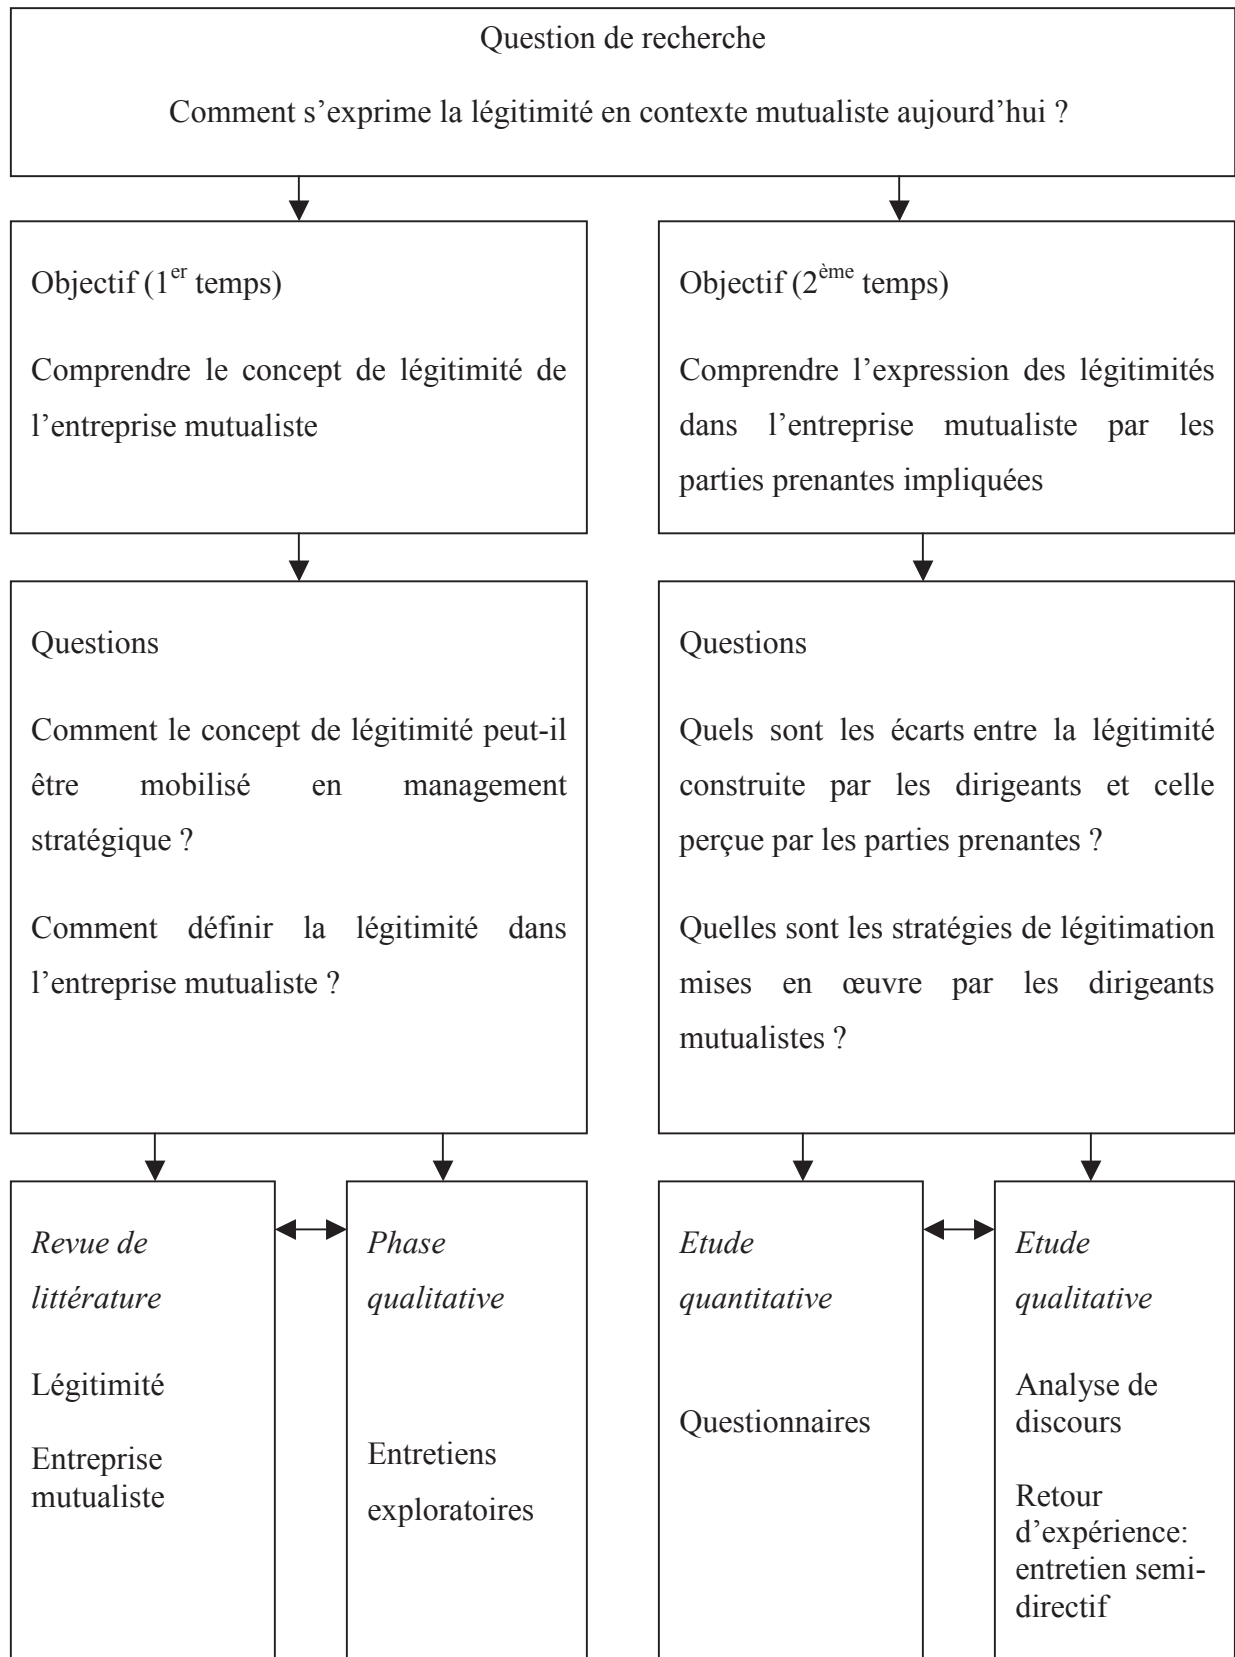 Question de recherche
Comment s’exprime la légitimité en contexte mutualiste aujourd’hui ?
Objectif (1er temps)
Comprendre le concept de légitimité de
l’entreprise mutualiste
Objectif (2ème temps)
Comprendre l’expression des légitimités
dans l’entreprise mutualiste par les
parties prenantes impliquées
Questions
Comment le concept de légitimité peut-il
être mobilisé en management
stratégique ?
Comment définir la légitimité dans
l’entreprise mutualiste ?
Questions
Quels sont les écarts entre la légitimité
construite par les dirigeants et celle
perçue par les parties prenantes ?
Quelles sont les stratégies de légitimation
mises en œuvre par les dirigeants
mutualistes ?
Revue de
littérature
Légitimité
Entreprise
mutualiste
Phase
qualitative
Entretiens
exploratoires
Etude
quantitative
Questionnaires
Etude
qualitative
Analyse de
discours
Retour
d’expérience:
entretien semi-
directif